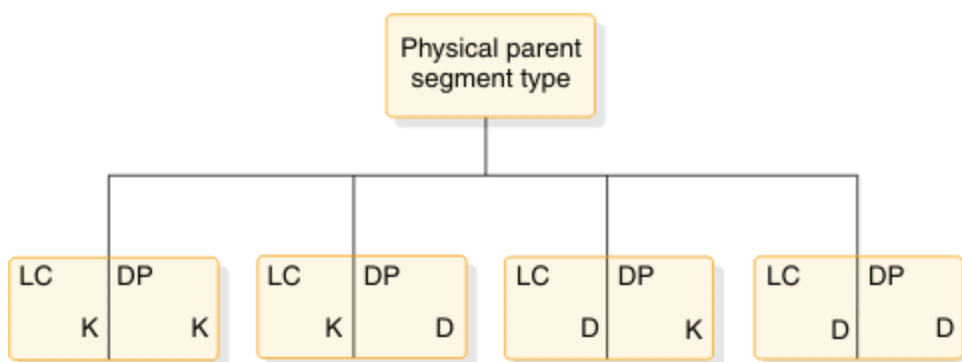 Physical parent
segment type
LC DP LC DP LC DP LC DP
K K K D D K D D